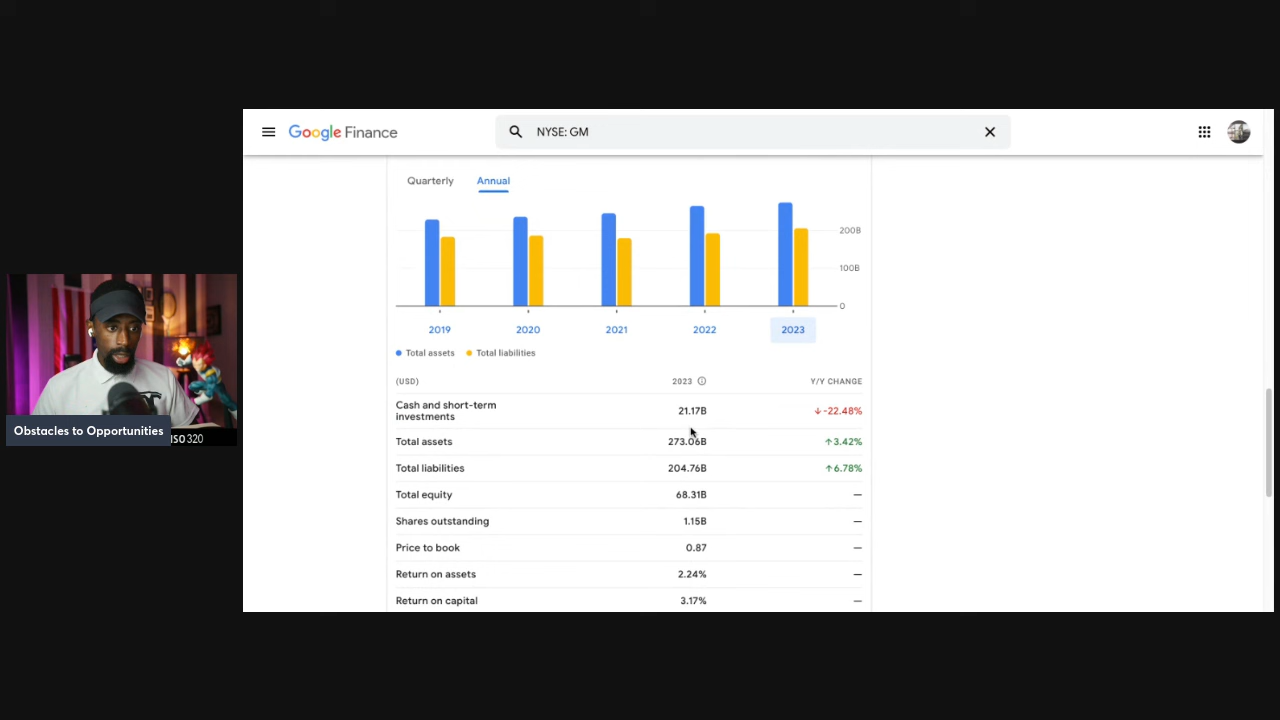 Google Finance
NYSE: GM
Quarterly
Annual
200B
100B
0
2019
2020
2021
2022
2023
Total assets
Total liabilities
(USD)
2023
Y/Y CHANGE
Cash and short-term
investments
21.17B
-22.48%
Total assets
273.06B
3.42%
Total liabilities
204.76B
6.78%
Total equity
68.31B
—
Shares outstanding
1.15B
—
Price to book
0.87
—
Return on assets
2.24%
—
Return on capital
3.17%
—
Obstacles to Opportunities
ISO 320